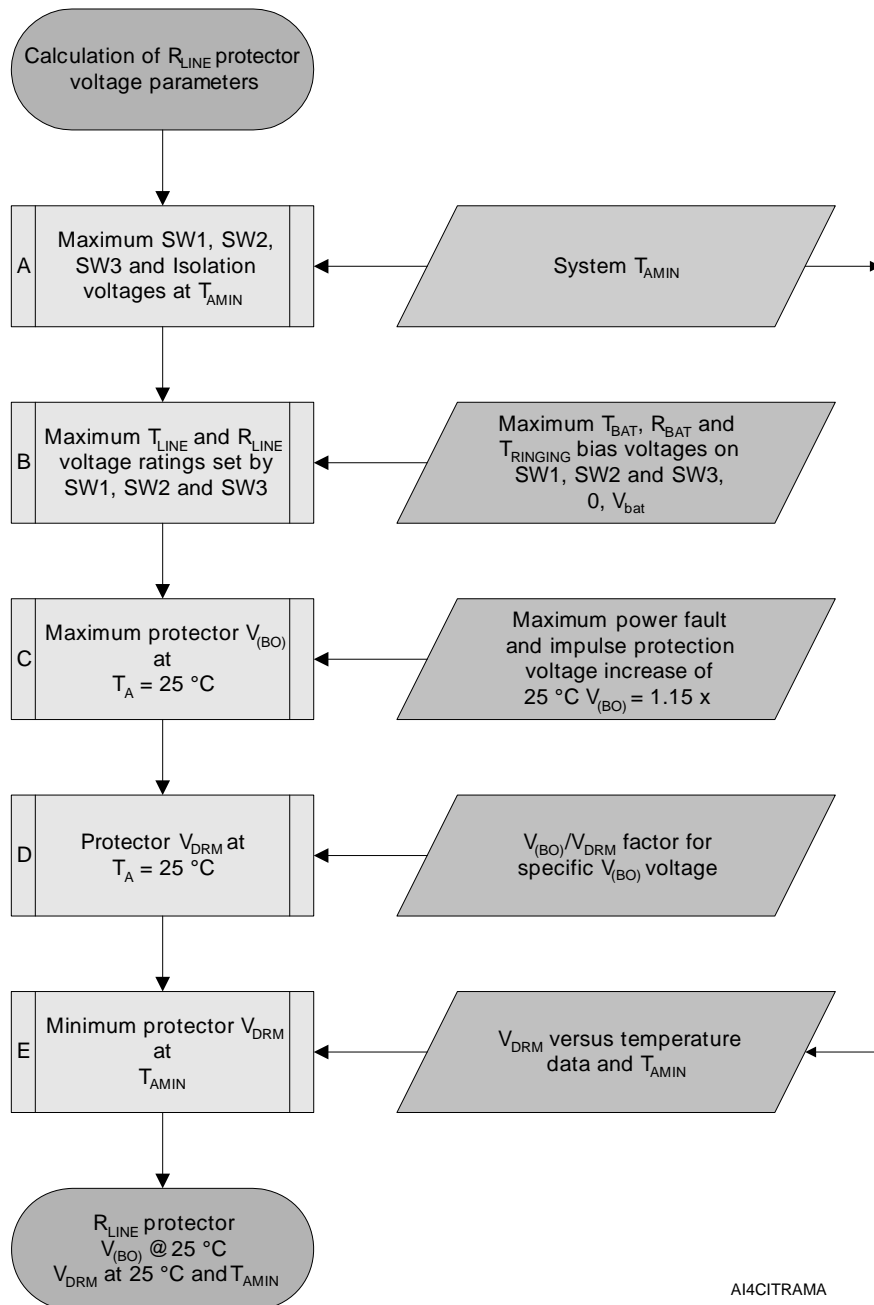 Calculation of RLINE protector
voltage parameters
A
Maximum SW1, SW2,
SW3 and Isolation
voltages at TAMIN
System TAMIN
B
Maximum TLINE and RLINE
voltage ratings set by
SW1, SW2 and SW3
Maximum TBAT, RBAT and
TRINGING bias voltages on
SW1, SW2 and SW3,
0, Vbat
C
Maximum protector V(BO)
at
TA = 25 °C
Maximum power fault
and impulse protection
voltage increase of
25 °C V(BO) = 1.15 x
D
Protector VDRM at
TA = 25 °C
V(BO)/VDRM factor for
specific V(BO) voltage
E
Minimum protector VDRM
at
TAMIN
VDRM versus temperature
data and TAMIN
RLINE protector
V(BO) @ 25 °C
VDRM at 25 °C and TAMIN
AI4CITRAMA